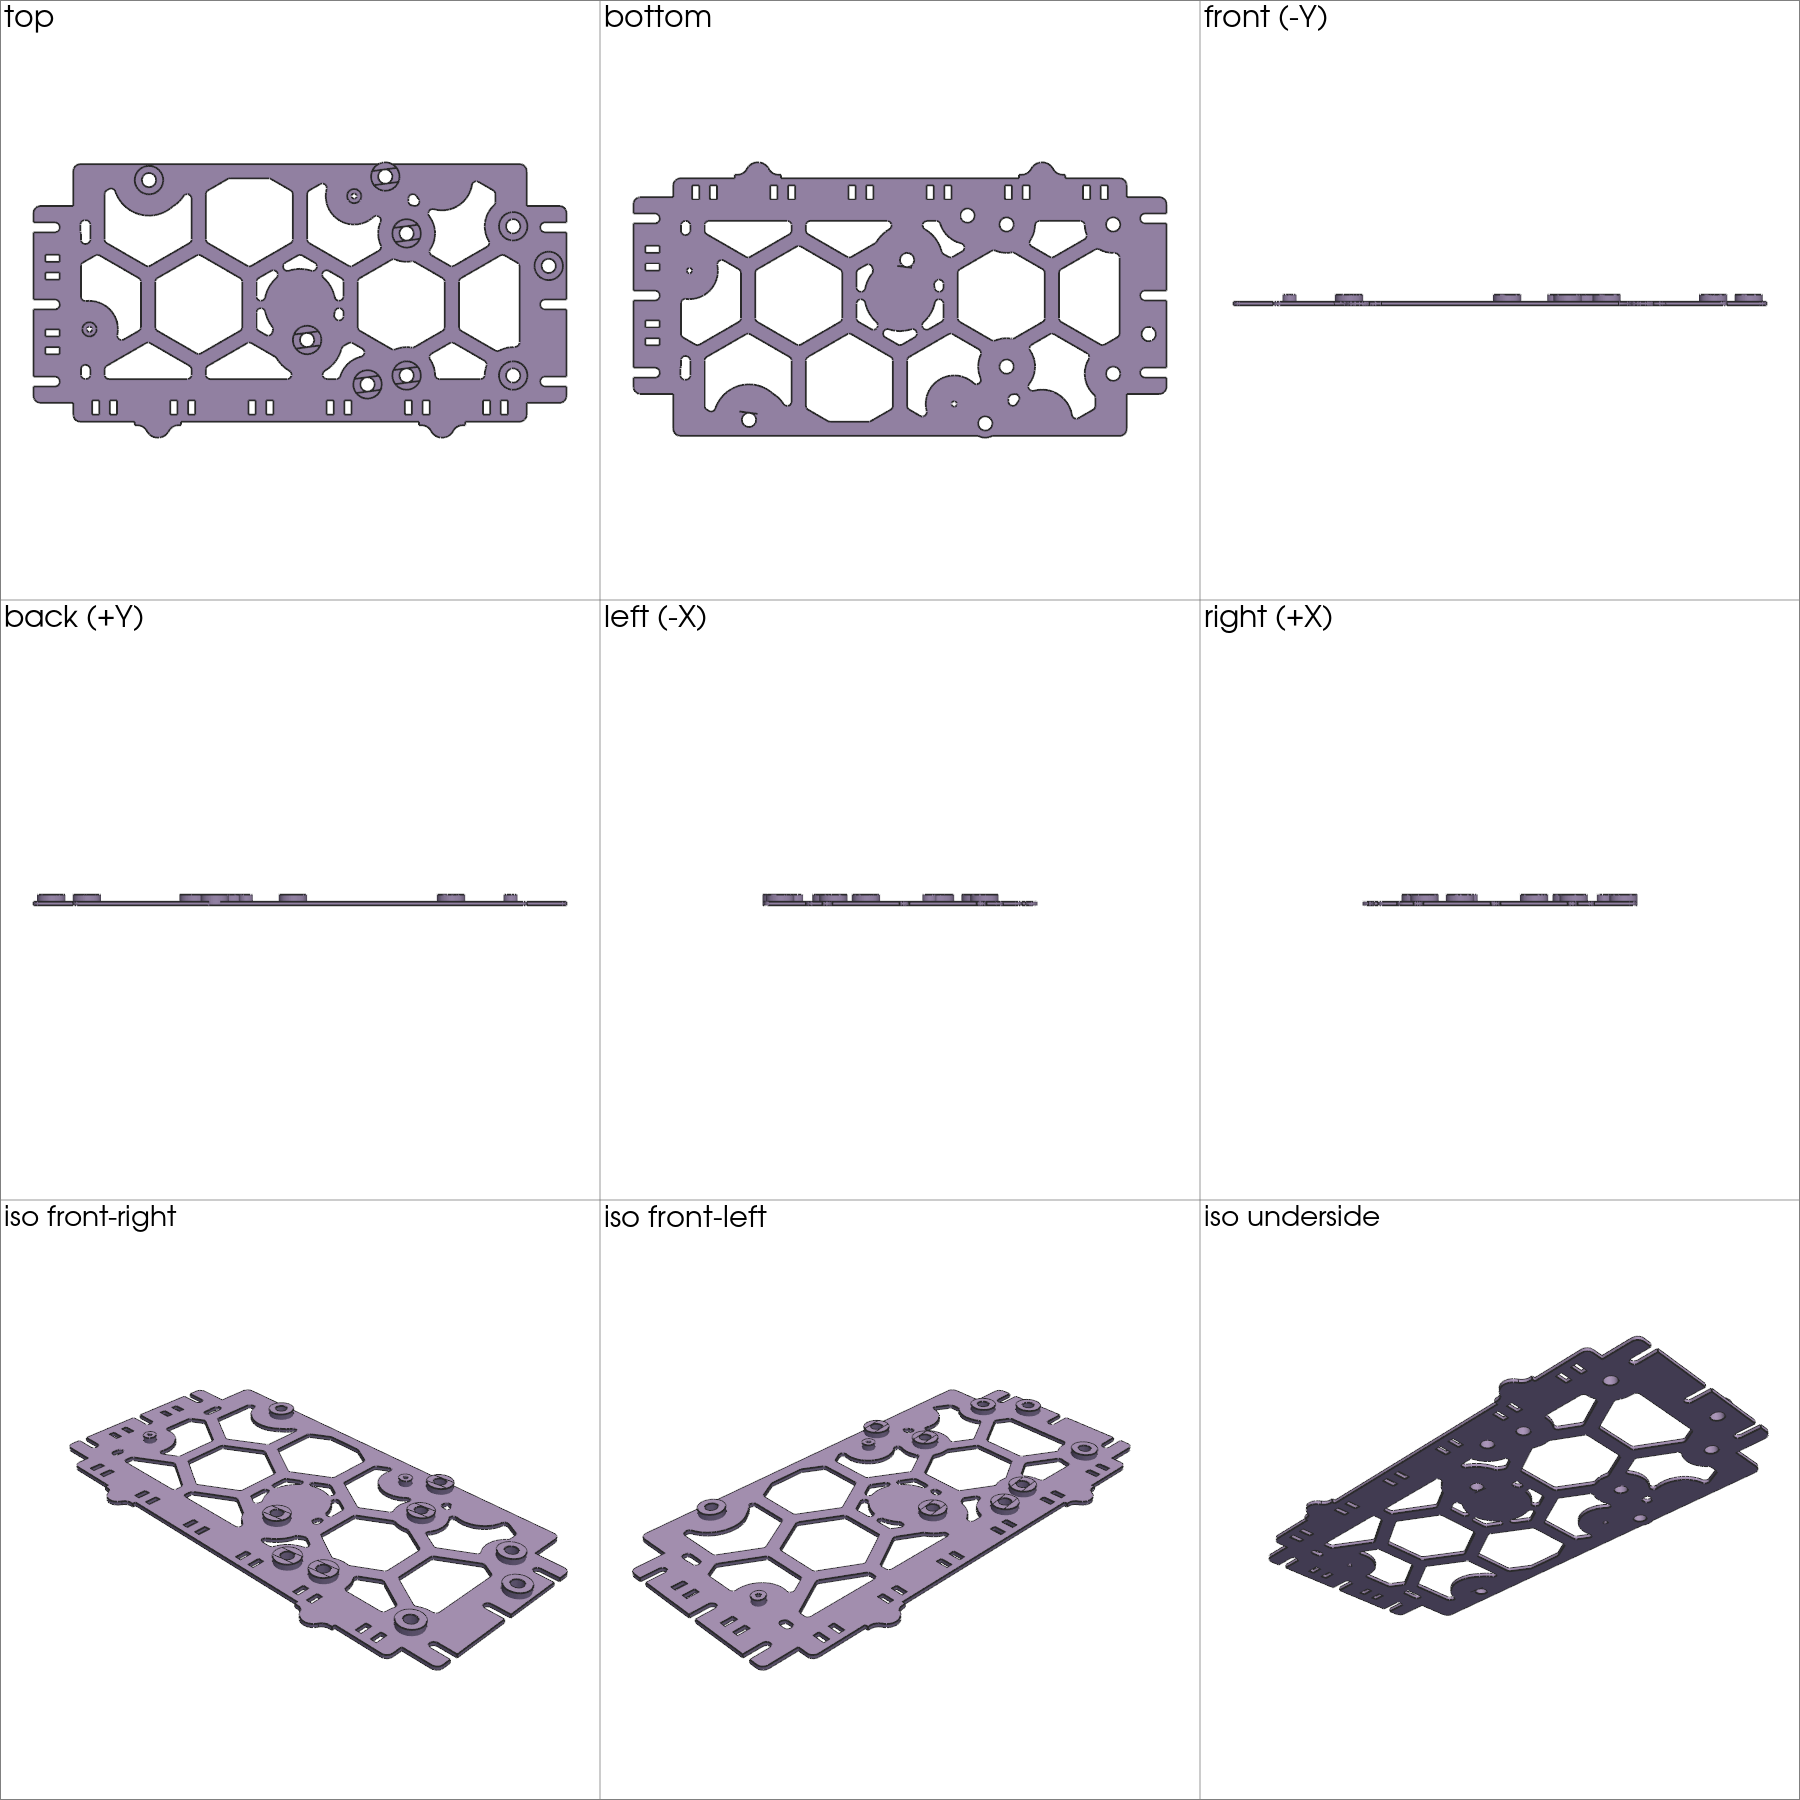 top
bottom
front (-Y)
back (+Y)
left (-X)
right (+X)
iso front-right
iso front-left
iso underside